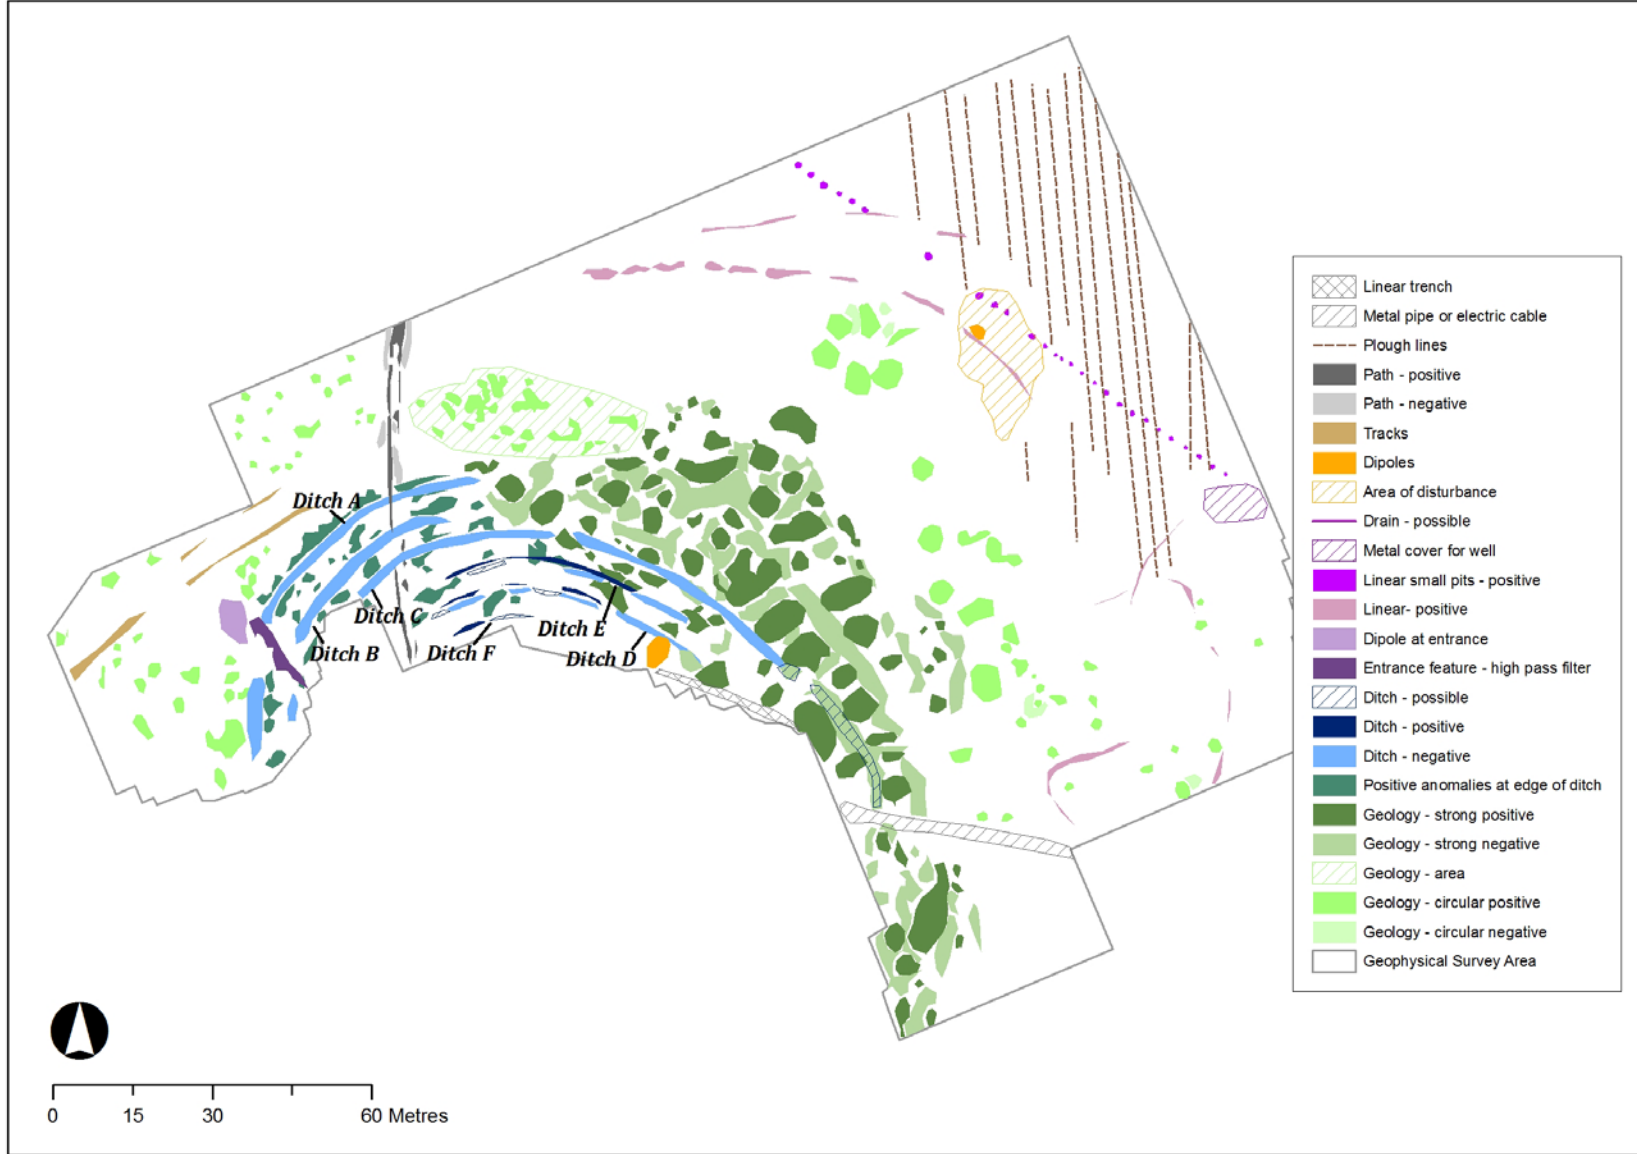 Ditch A
Ditch C
Ditch B
Ditch F
Ditch E
Ditch D
Linear trench
Metal pipe or electric cable
Plough lines
Path - positive
Path - negative
Tracks
Dipoles
Area of disturbance
Drain - possible
Metal cover for well
Linear small pits - positive
Linear- positive
Dipole at entrance
Entrance feature - high pass filter
Ditch - possible
Ditch - positive
Ditch - negative
Positive anomalies at edge of ditch
Geology - strong positive
Geology - strong negative
Geology - area
Geology - circular positive
Geology - circular negative
Geophysical Survey Area
0 15 30 60 Metres